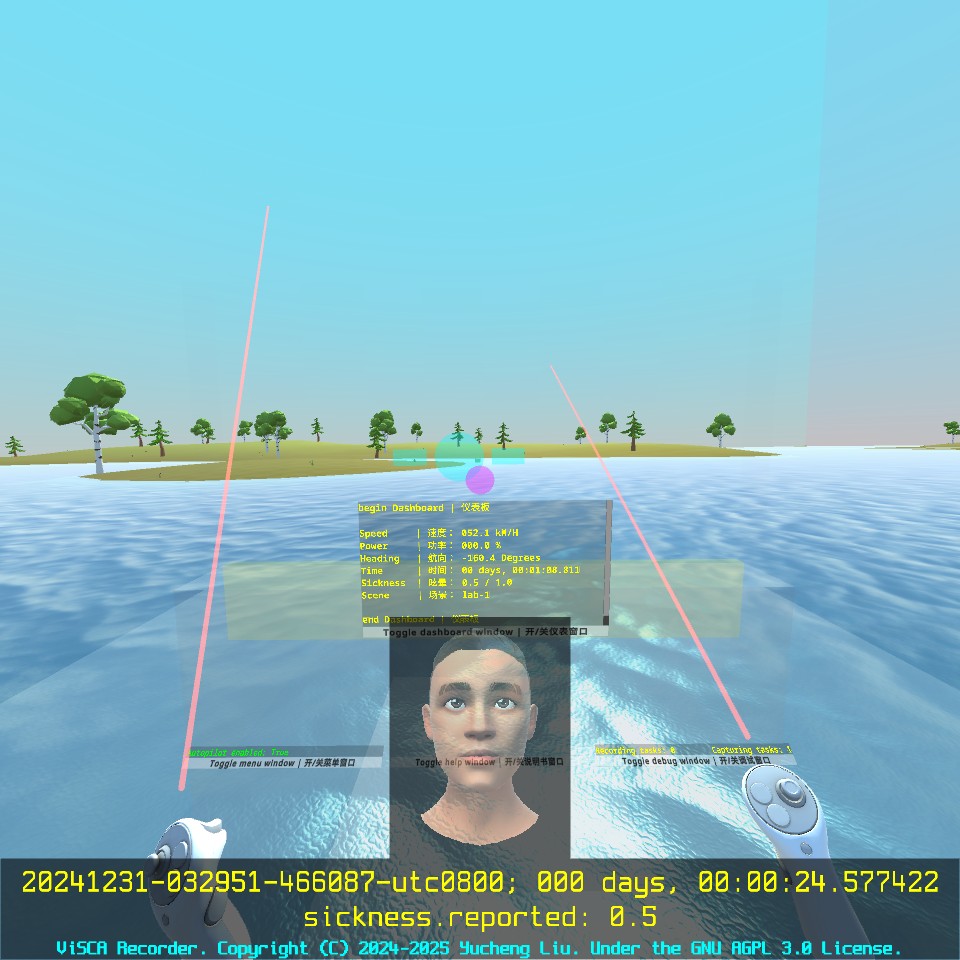 begin Dashboard | 仪表板
Speed | 速度: 052.1 kM/H
Power | 功率: 000.0 %
Heading | 航向: -160.4 Degrees
Time | 时间: 00 days, 00:01:08.811
Sickness | 眩晕: 0.5 / 1.0
Scene | 场景: lab-1
end Dashboard | 仪表板
Toggle dashboard window | 开/关仪表窗口
Autopilot enabled: True
Toggle menu window | 开/关菜单窗口
Toggle help window | 开/关说明书窗口
Recording tasks: 0 Capturing tasks: 1
Toggle debug window | 开/关调试窗口
20241231-032951-466087-utc0800; 000 days, 00:00:24.577422
sickness.reported: 0.5
ViSCA Recorder. Copyright (C) 2024-2025 Yucheng Liu. Under the GNU AGPL 3.0 License.